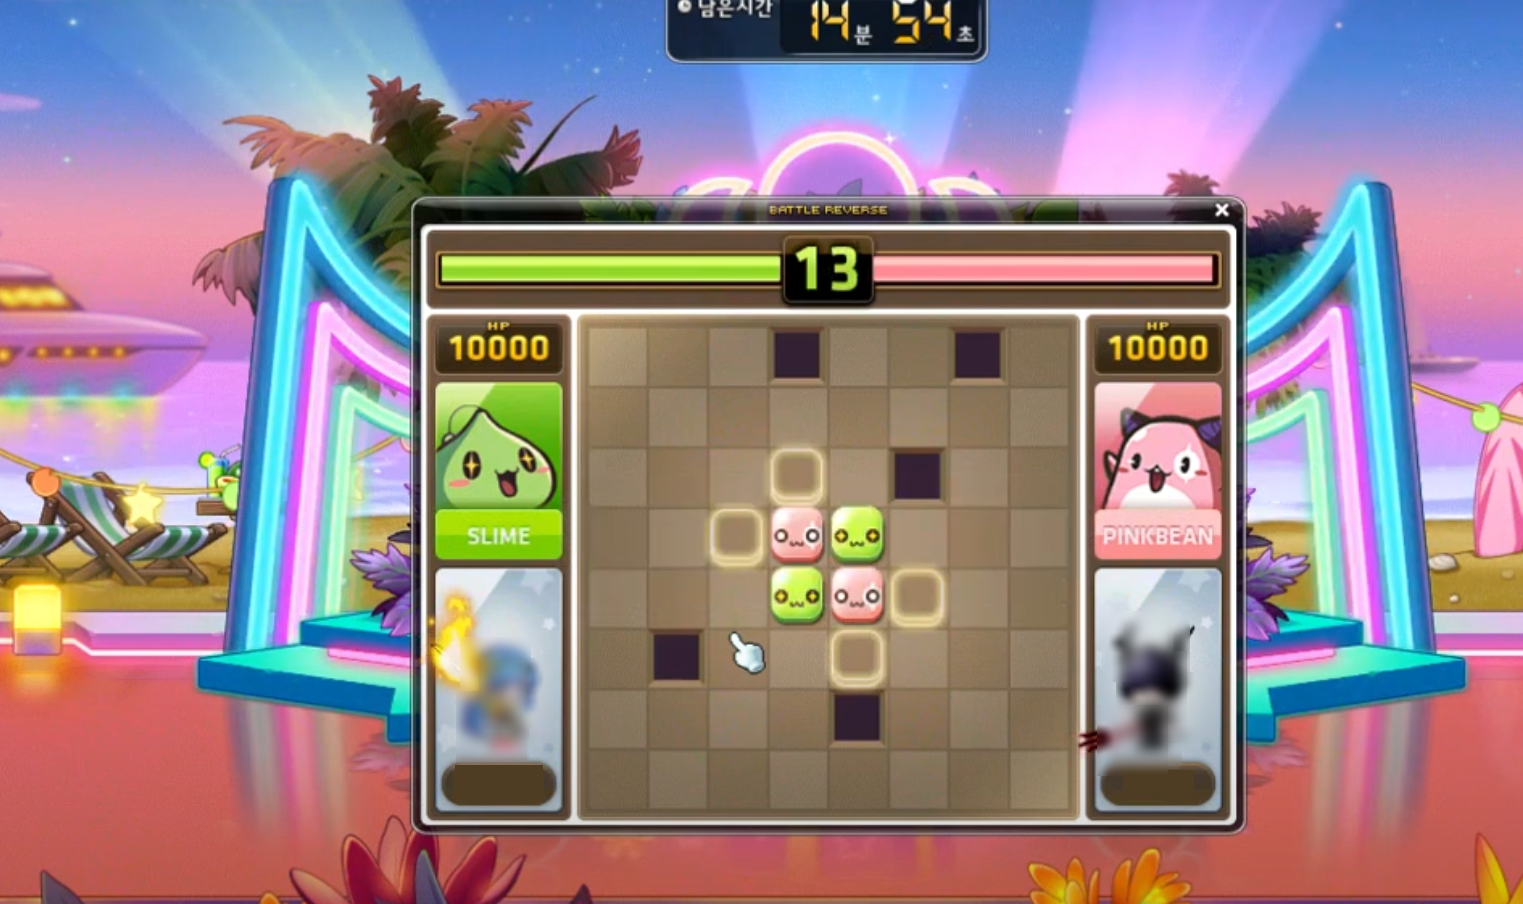 남은시간 14분 54초
BATTLE REVERSE
13
HP
10000
SLIME
HP
10000
PINKBEAN